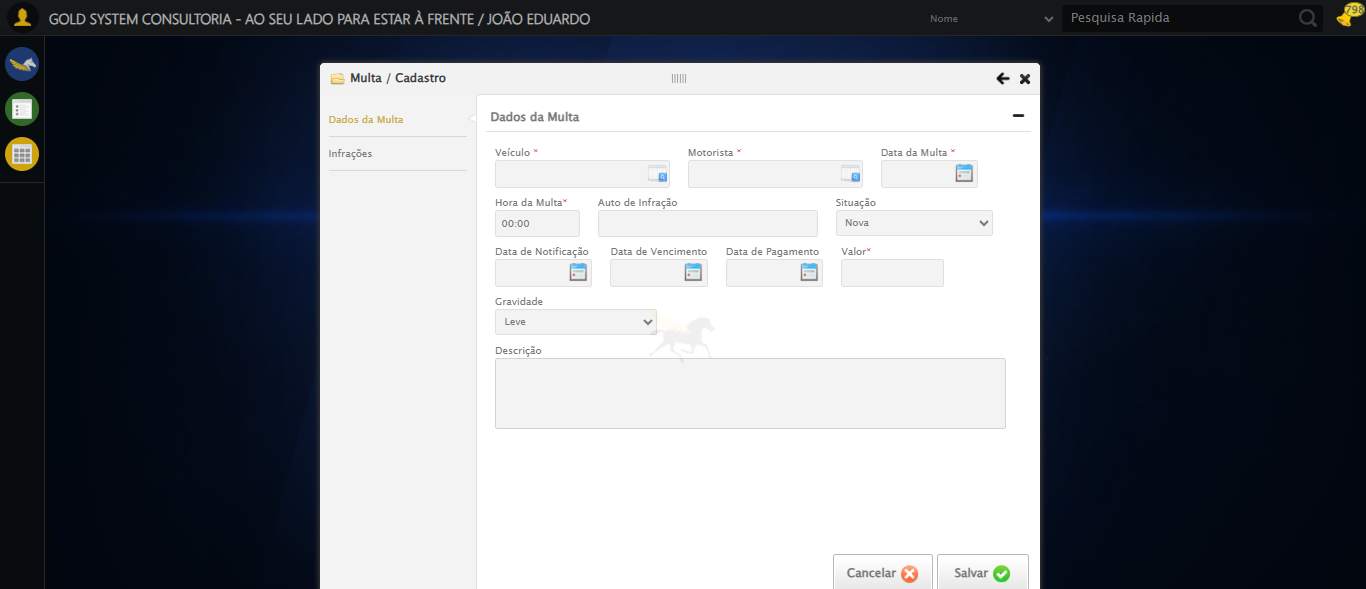 GOLD SYSTEM CONSULTORIA - AO SEU LADO PARA ESTAR À FRENTE / JOÃO EDUARDO
Nome
Pesquisa Rapida
798
Multa / Cadastro
Dados da Multa
Infrações
Dados da Multa
Veículo * Motorista * Data da Multa *
Hora da Multa* Auto de Infração Situação
00:00 Nova
Data de Notificação Data de Vencimento Data de Pagamento Valor*
Gravidade
Leve
Descrição
Cancelar Salvar